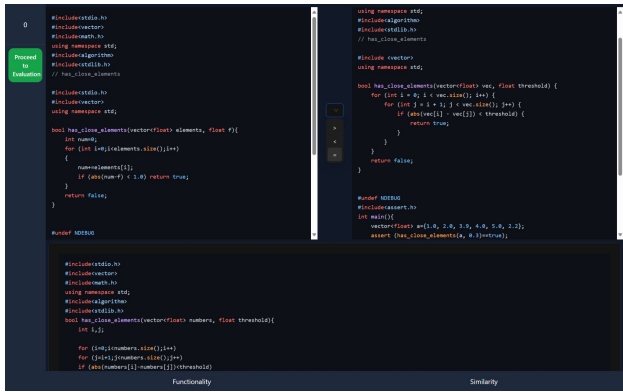 0
Proceed
to
Evaluation
#include<stdio.h>
#include<vector>
#include<math.h>
using namespace std;
#include<algorithm>
#include<stdlib.h>
// has_close_elements
#include<stdio.h>
#include<vector>
using namespace std;
bool has_close_elements(vector<float> elements, float f){
int num=0;
for (int i=0;i<elements.size();i++)
{
num+=elements[i];
if (abs(num-f) < 1.0) return true;
}
return false;
}
#undef NDEBUG
>
<
=
using namespace std;
#include<algorithm>
#include<stdlib.h>
// has_close_elements
#include <vector>
using namespace std;
bool has_close_elements(vector<float> vec, float threshold) {
for (int i = 0; i < vec.size(); i++) {
for (int j = i + 1; j < vec.size(); j++) {
if (abs(vec[i] - vec[j]) < threshold) {
return true;
}
}
}
return false;
}
#undef NDEBUG
#include<assert.h>
int main(){
vector<float> a={1.0, 2.0, 3.9, 4.0, 5.0, 2.2};
assert (has_close_elements(a, 0.3)==true);
#include<stdio.h>
#include<vector>
#include<math.h>
using namespace std;
#include<algorithm>
#include<stdlib.h>
bool has_close_elements(vector<float> numbers, float threshold){
int i,j;
for (i=0;i<numbers.size();i++)
for (j=i+1;j<numbers.size();j++)
if (abs(numbers[i]-numbers[j])<threshold)
Functionality
Similarity